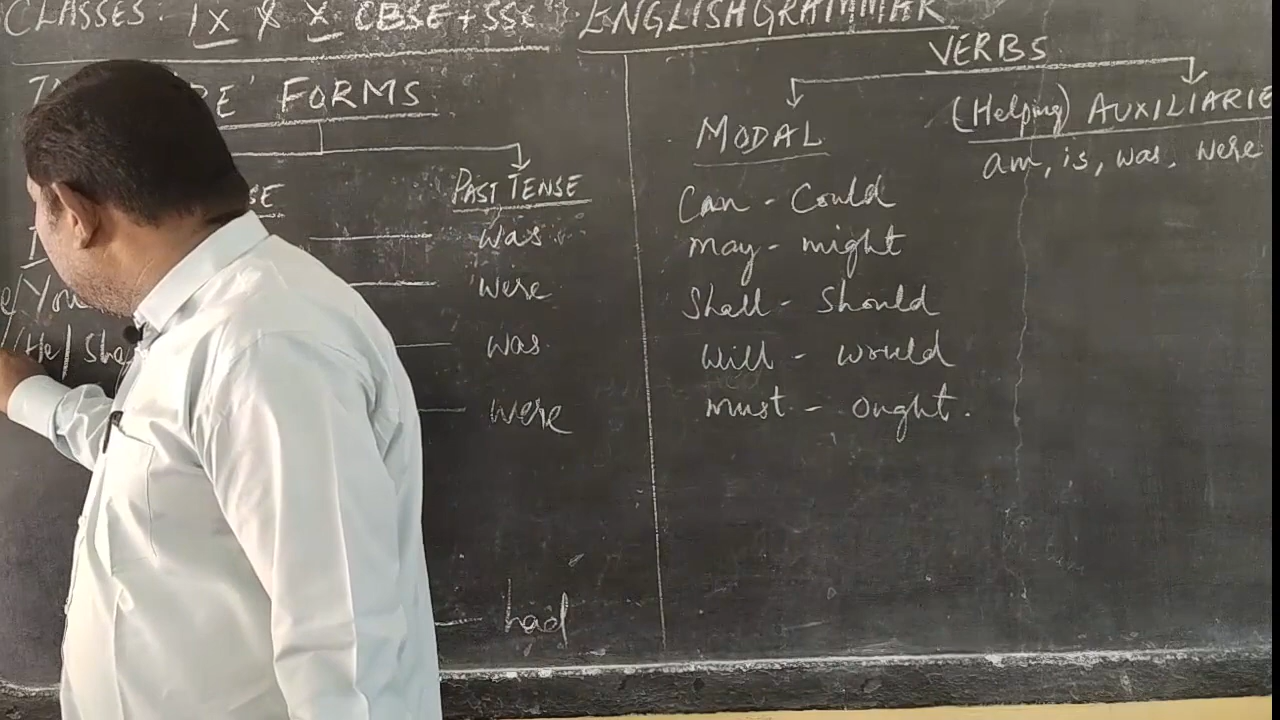 CLASSES: IX & X CBSE + SSC
ENGLISH GRAMMAR
'BE' FORMS
PAST TENSE
I
was
You
were
He/She
was
were
had
VERBS
MODAL
(Helping) AUXILIARIE
am, is, was, were
Can - Could
may - might
Shall - Should
Will - would
must - Ought.